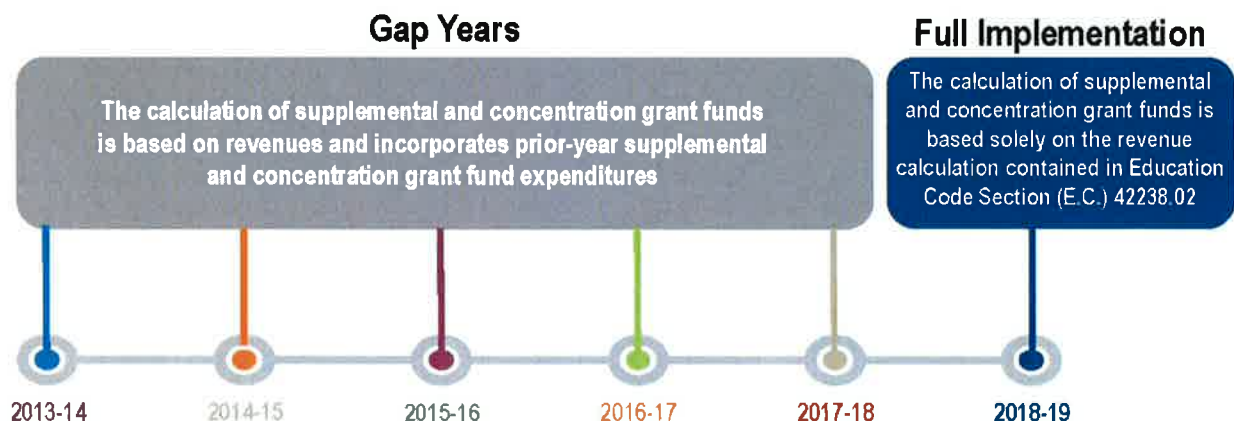 Gap Years
The calculation of supplemental and concentration grant funds
is based on revenues and incorporates prior-year supplemental
and concentration grant fund expenditures
Full Implementation
The calculation of supplemental
and concentration grant funds is
based solely on the revenue
calculation contained in Education
Code Section (E.C.) 42238.02
2013-14
2014-15
2015-16
2016-17
2017-18
2018-19